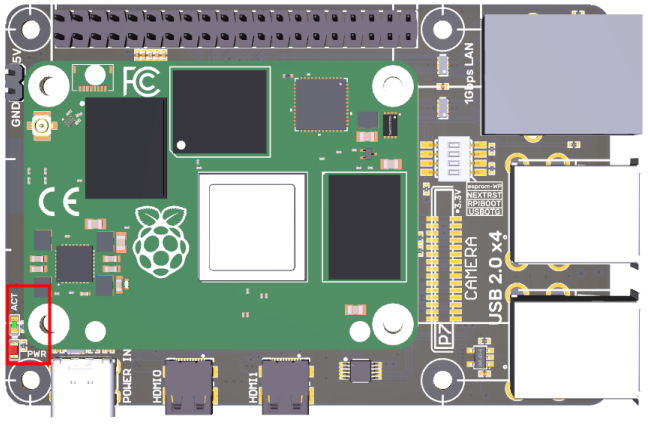 5V
GND
FC
CE
1Gbps LAN
eeprom-WP
NEXTRST
RPIBOOT
USBOTG
3.3V
CAMERA
USB 2.0 x4
P7
ACT
PWR
POWER IN
HDMI0
HDMI1